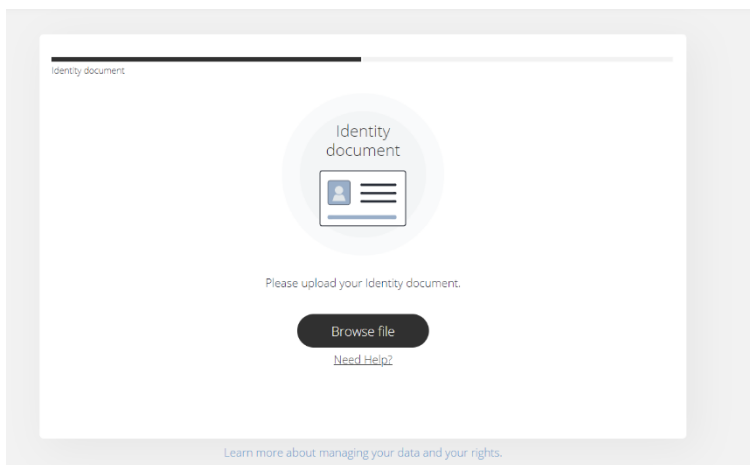 Identity document
Identity
document
Please upload your Identity document.
Browse file
Need Help?
Learn more about managing your data and your rights.